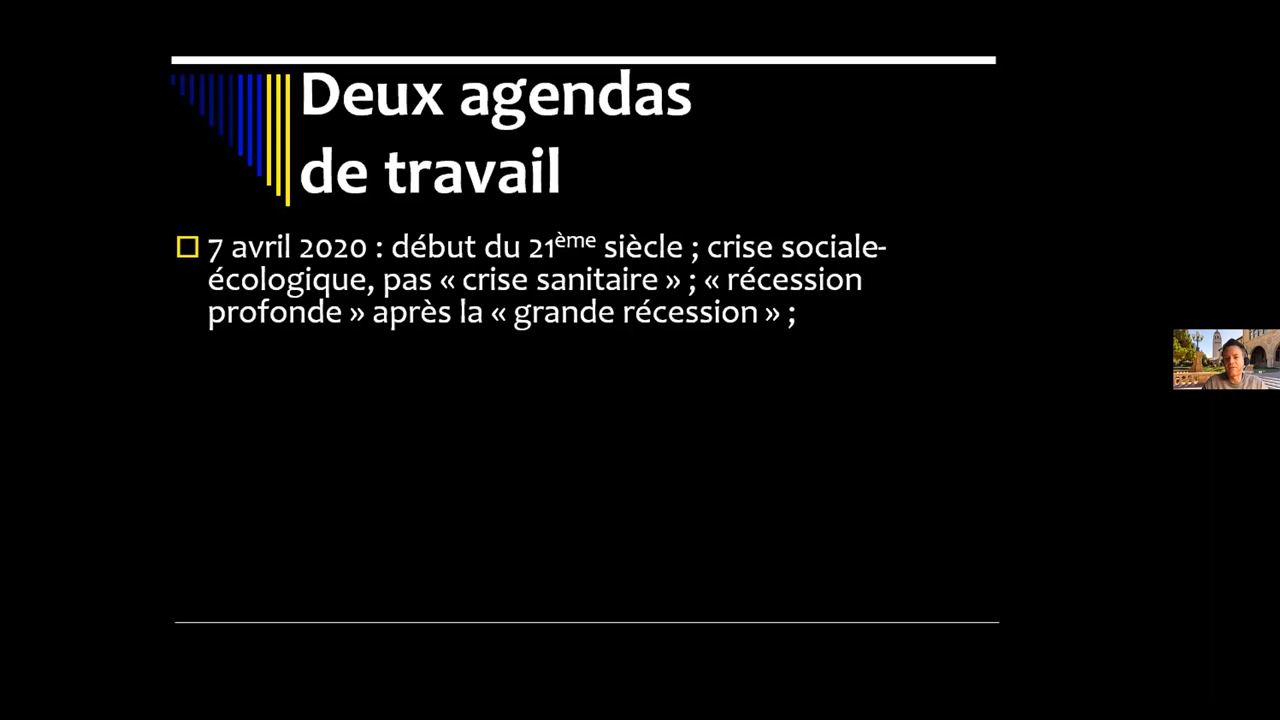 Deux agendas
de travail
7 avril 2020 : début du 21ème siècle ; crise sociale-
écologique, pas « crise sanitaire » ; « récession
profonde » après la « grande récession » ;